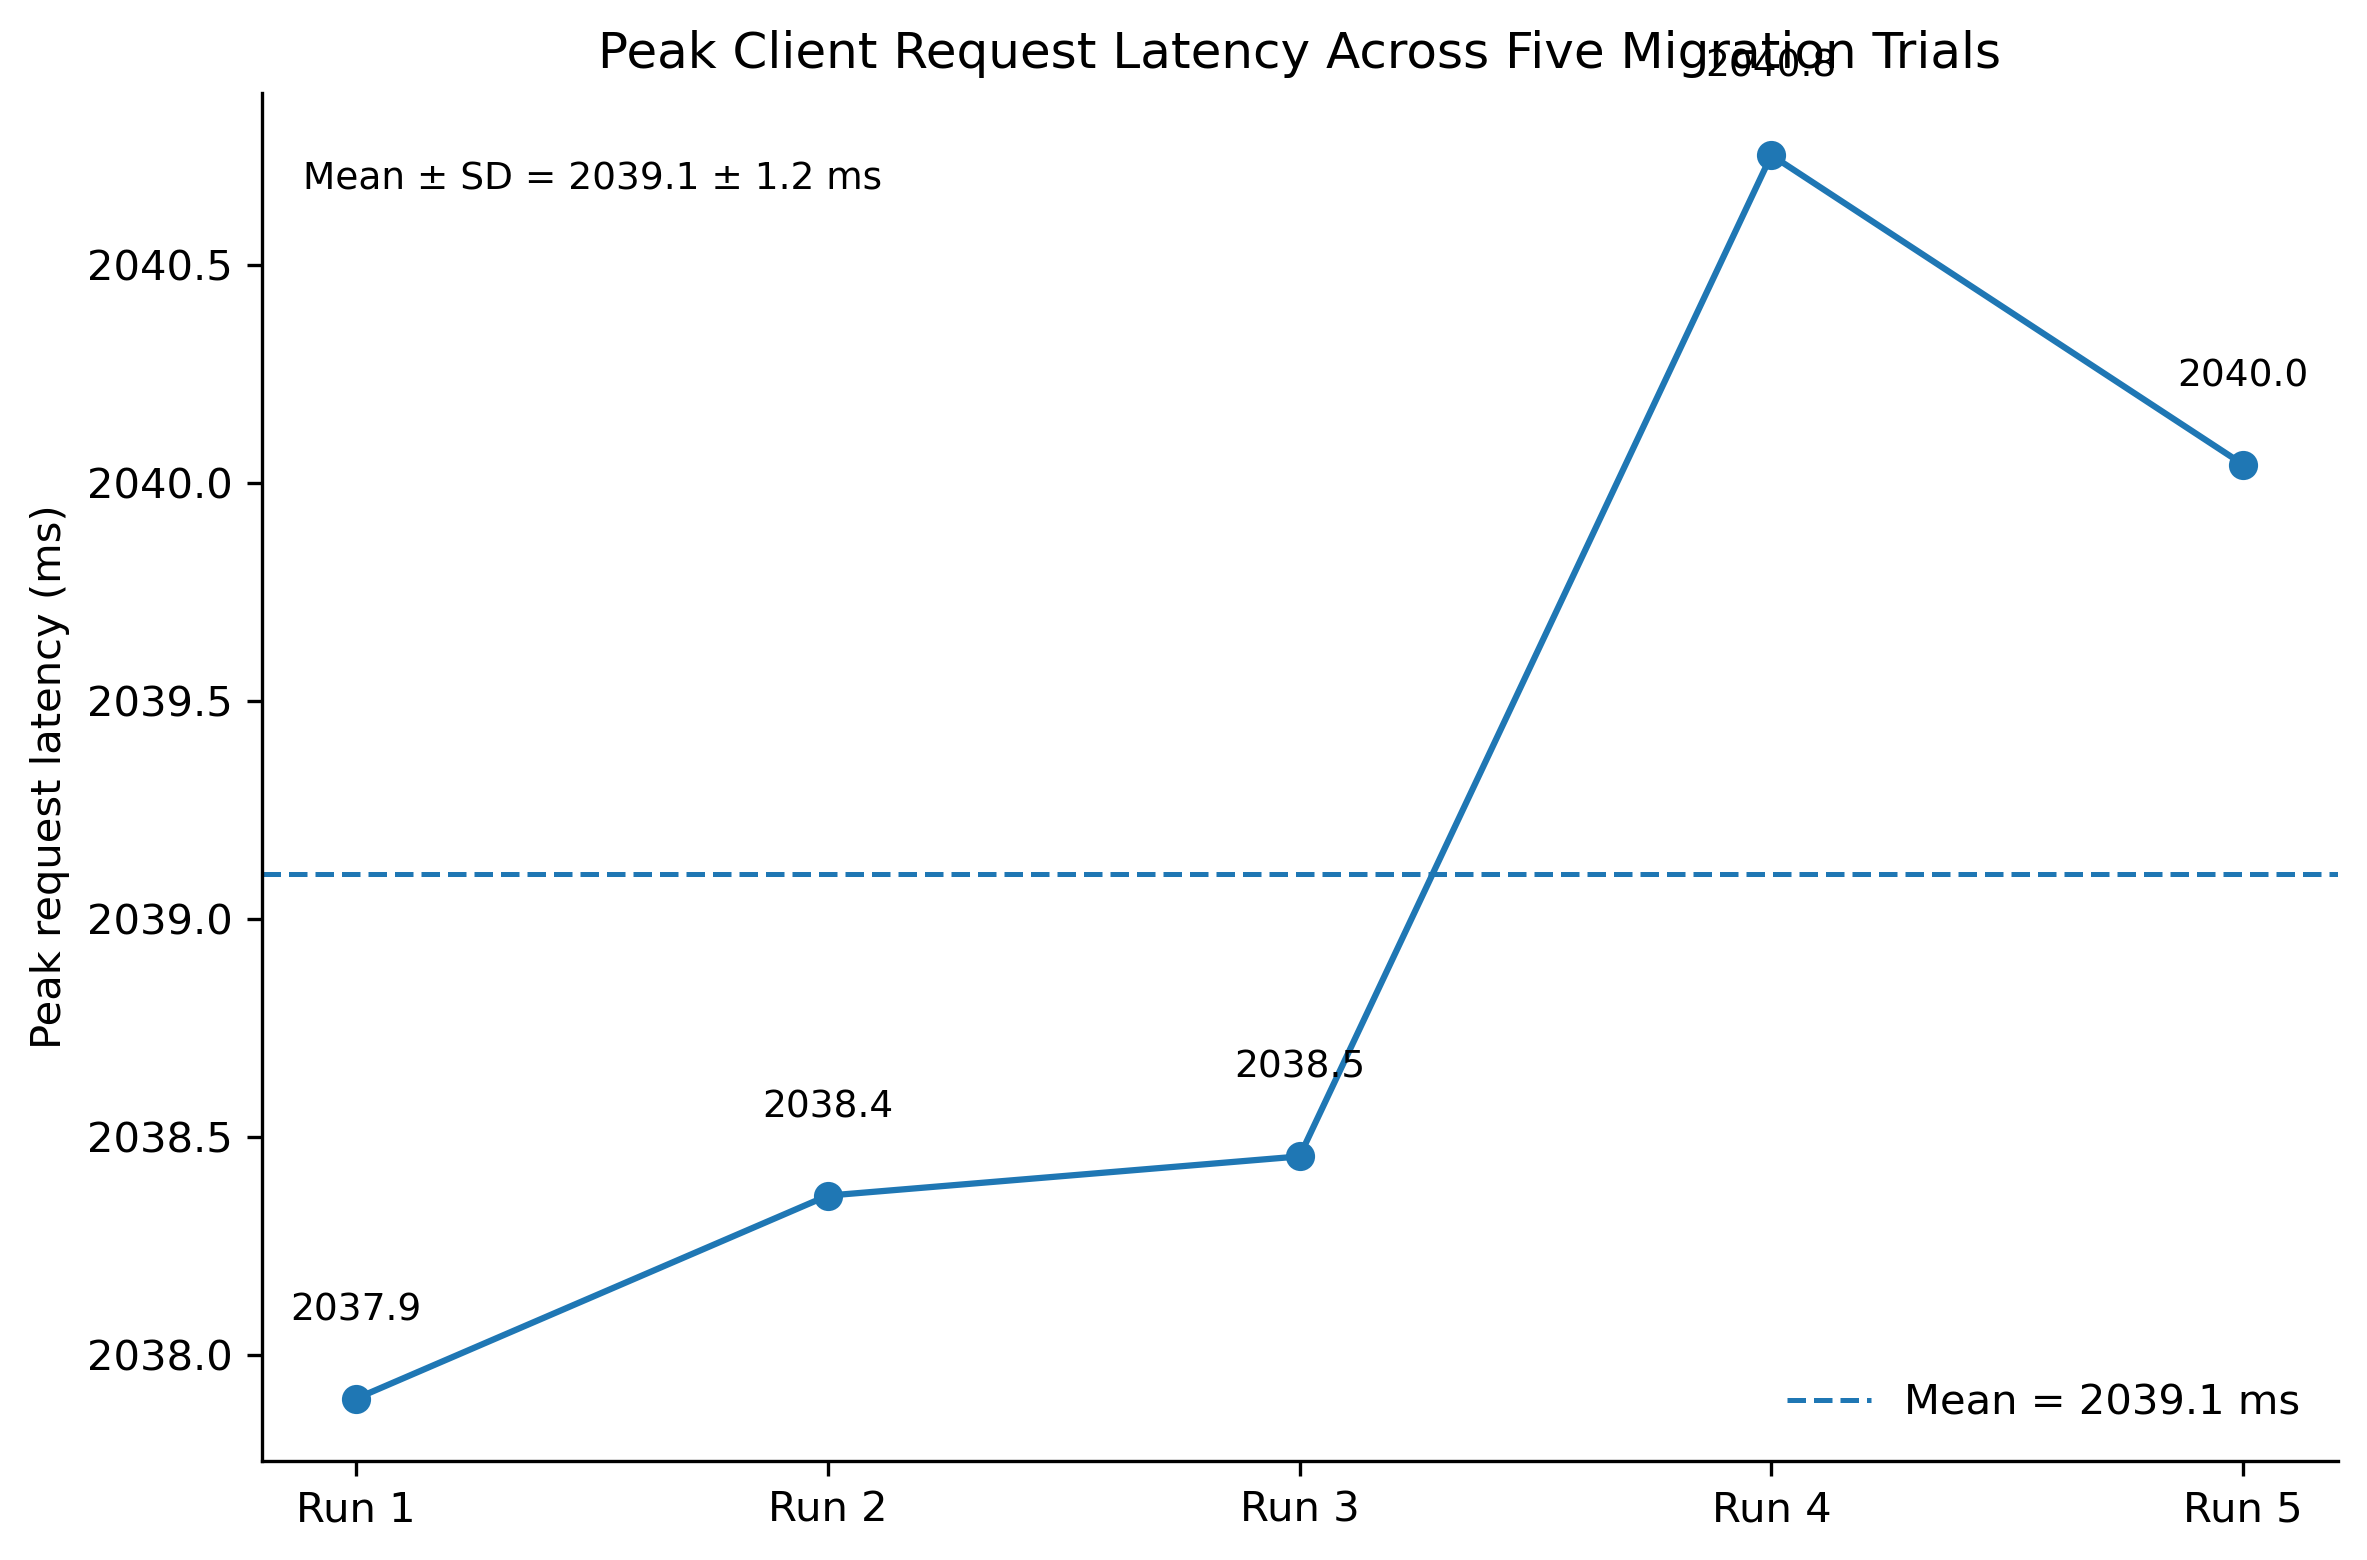 Peak Client Request Latency Across Five Migration Trials
2040.8
Mean ± SD = 2039.1 ± 1.2 ms
2040.5
2040.0
2040.0
2039.5
2039.0
2038.5
2038.5
2038.4
2037.9
2038.0
Peak request latency (ms)
Mean = 2039.1 ms
Run 1
Run 2
Run 3
Run 4
Run 5